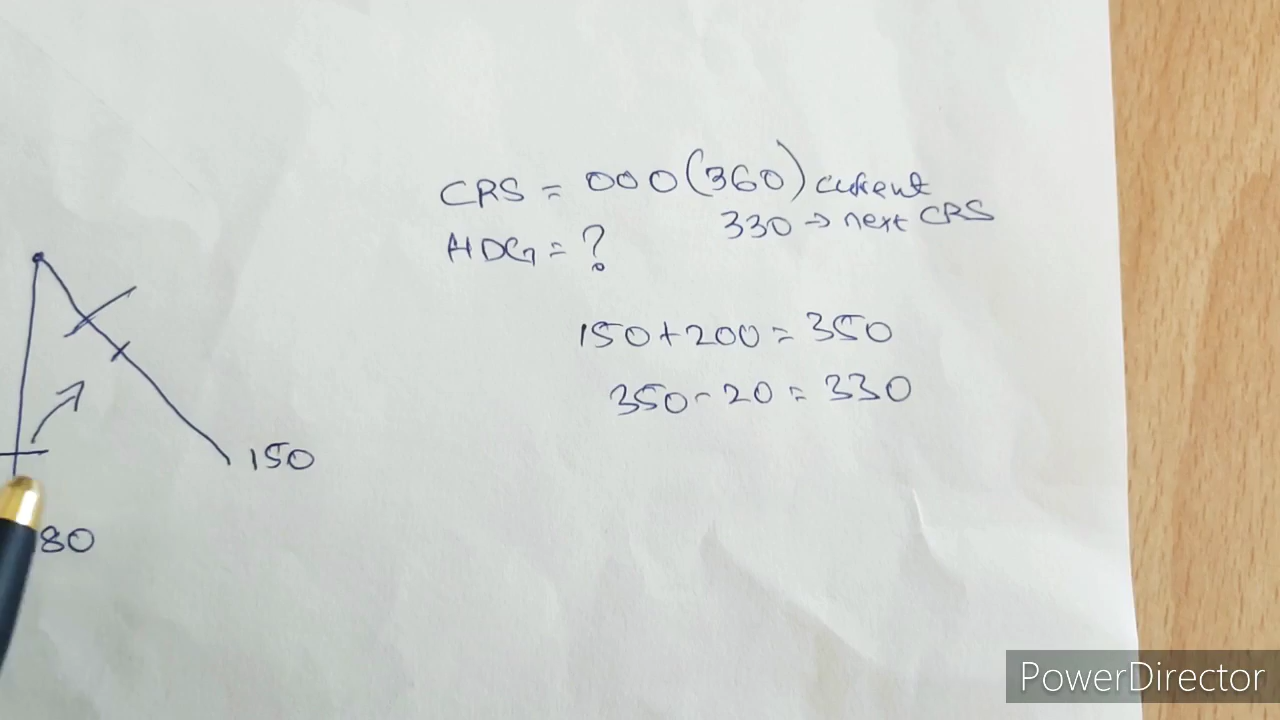 CRS = 000 (360) current
330 → next CRS
HDG = ?
150 + 200 = 350
350 - 20 = 330
150
80
PowerDirector